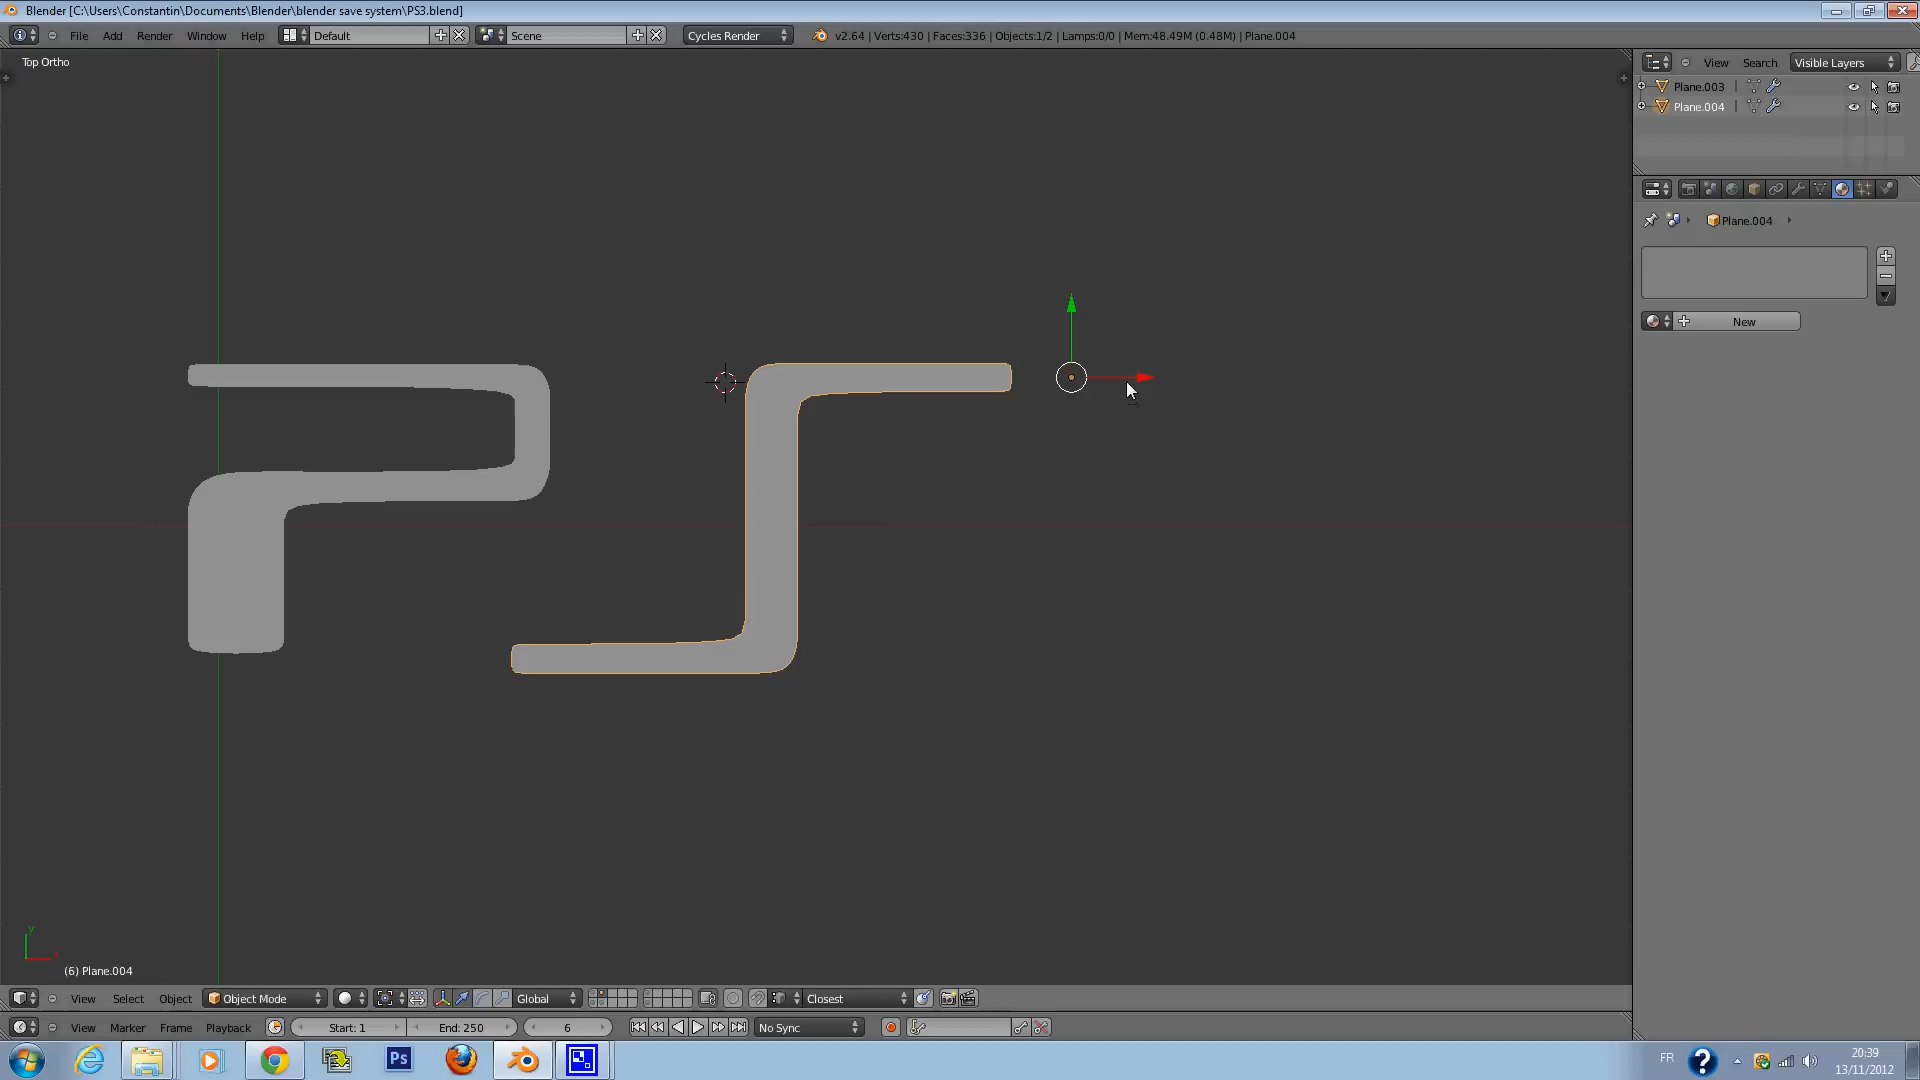 Blender [C:\Users\Constantin\Documents\Blender\blender save system\PS3.blend]
File Add Render Window Help Default Scene Cycles Render v2.64 | Verts:430 | Faces:336 | Objects:1/2 | Lamps:0/0 | Mem:48.49M (0.48M) | Plane.004
Top Ortho
View Search Visible Layers
Plane.003
Plane.004
Plane.004
New
y
x
(6) Plane.004
View Select Object Object Mode Global Closest
View Marker Frame Playback Start: 1 End: 250 6 No Sync
Ps
FR
20:39
13/11/2012